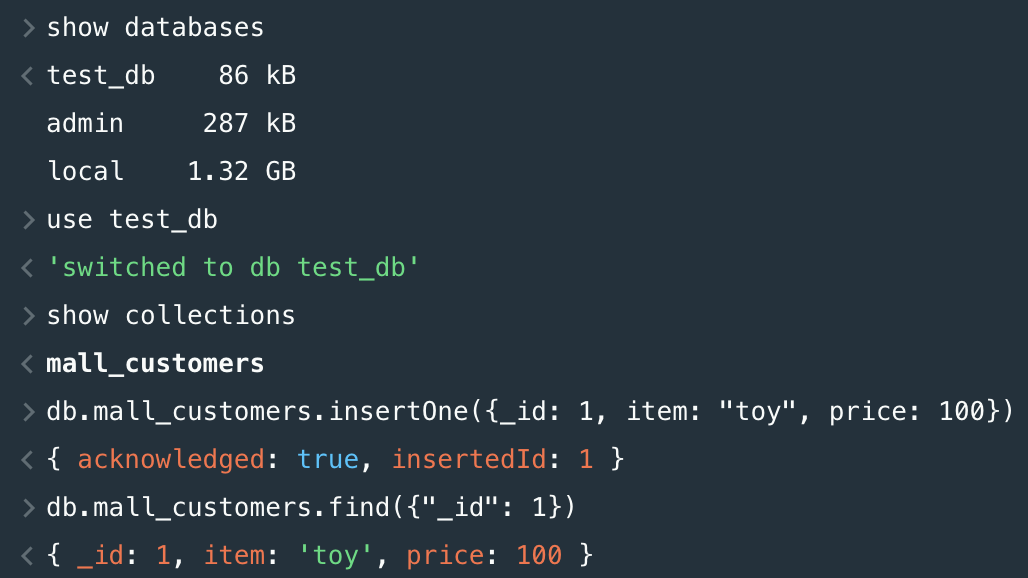 > show databases
< test_db    86 kB
  admin     287 kB
  local    1.32 GB
> use test_db
< 'switched to db test_db'
> show collections
< mall_customers
> db.mall_customers.insertOne({_id: 1, item: "toy", price: 100})
< { acknowledged: true, insertedId: 1 }
> db.mall_customers.find({"_id": 1})
< { _id: 1, item: 'toy', price: 100 }